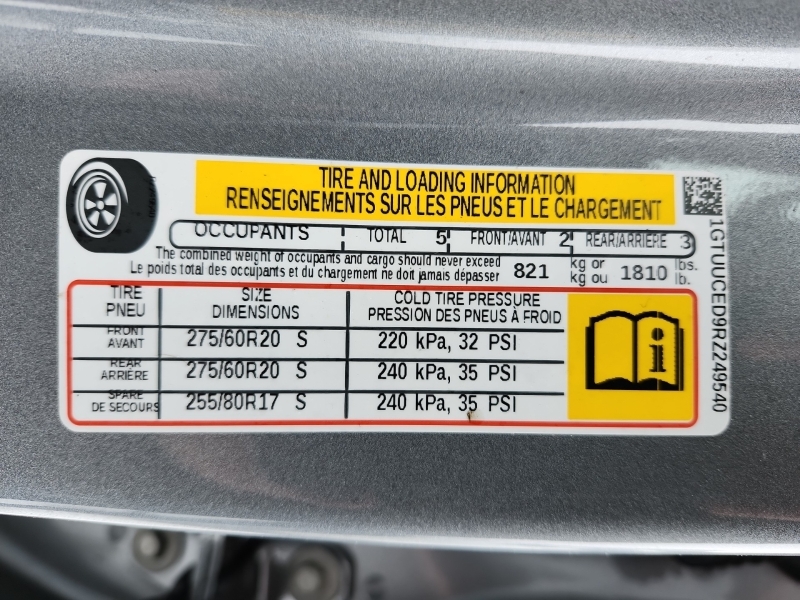 TIRE AND LOADING INFORMATION
RENSEIGNEMENTS SUR LES PNEUS ET LE CHARGEMENT
OCCUPANTS TOTAL 5 FRONT/AVANT 2 REAR/ARRIÈRE 3
The combined weight of occupants and cargo should never exceed
Le poids total des occupants et du chargement ne doit jamais dépasser
821 kg or kg ou 1810 lbs. lb.
TIRE PNEU SIZE DIMENSIONS COLD TIRE PRESSURE PRESSION DES PNEUS À FROID
FRONT AVANT 275/60R20 S 220 kPa, 32 PSI
REAR ARRIÈRE 275/60R20 S 240 kPa, 35 PSI
SPARE DE SECOURS 255/80R17 S 240 kPa, 35 PSI
i
1GTUUCED9RZ249540